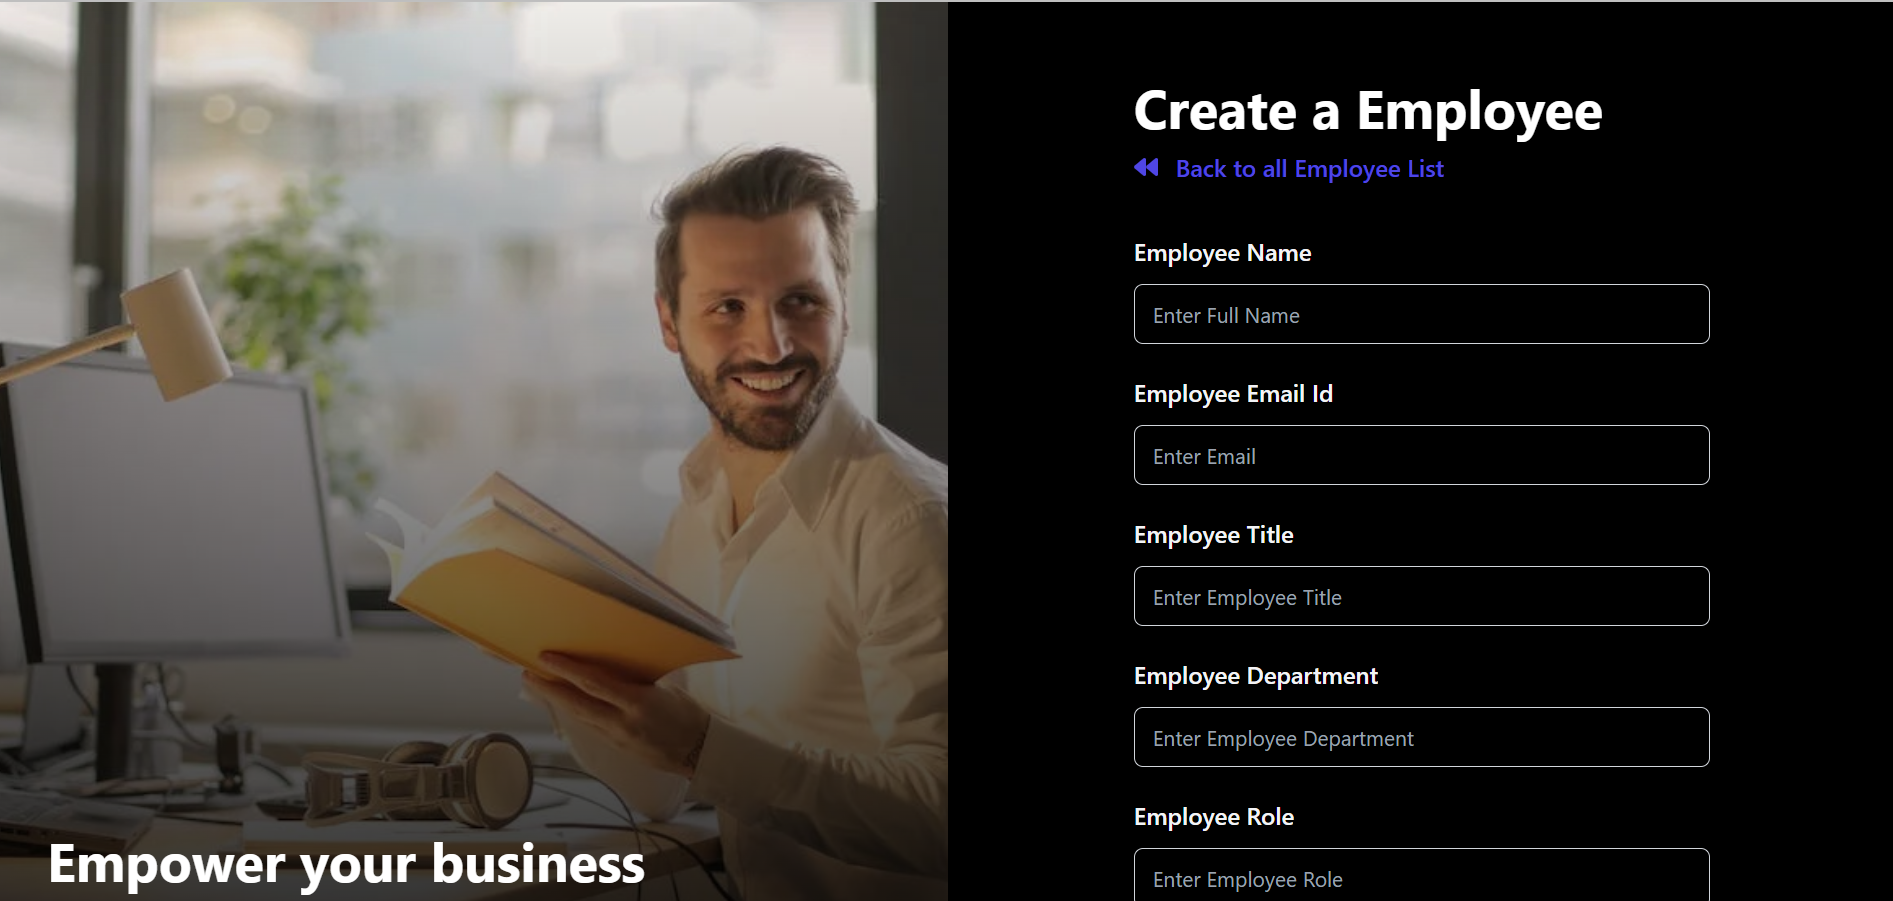 Empower your business
Create a Employee
Back to all Employee List
Employee Name
Enter Full Name
Employee Email Id
Enter Email
Employee Title
Enter Employee Title
Employee Department
Enter Employee Department
Employee Role
Enter Employee Role